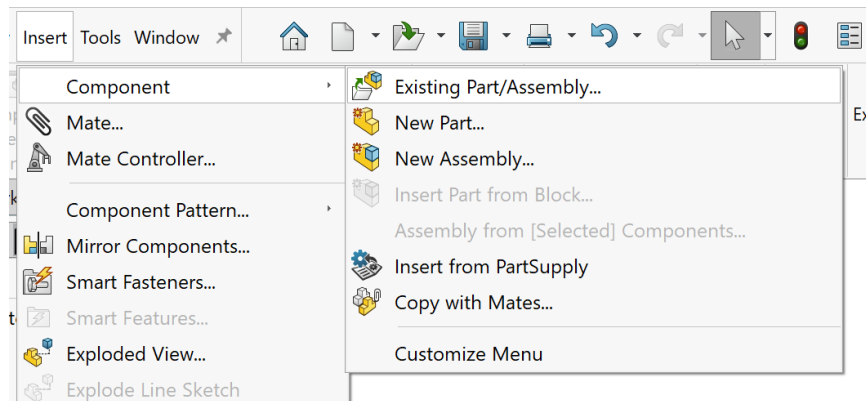 Insert Tools Window
Component
Mate...
Mate Controller...
Component Pattern...
Mirror Components...
Smart Fasteners...
Smart Features...
Exploded View...
Explode Line Sketch
Existing Part/Assembly...
New Part...
New Assembly...
Insert Part from Block...
Assembly from [Selected] Components...
Insert from PartSupply
Copy with Mates...
Customize Menu